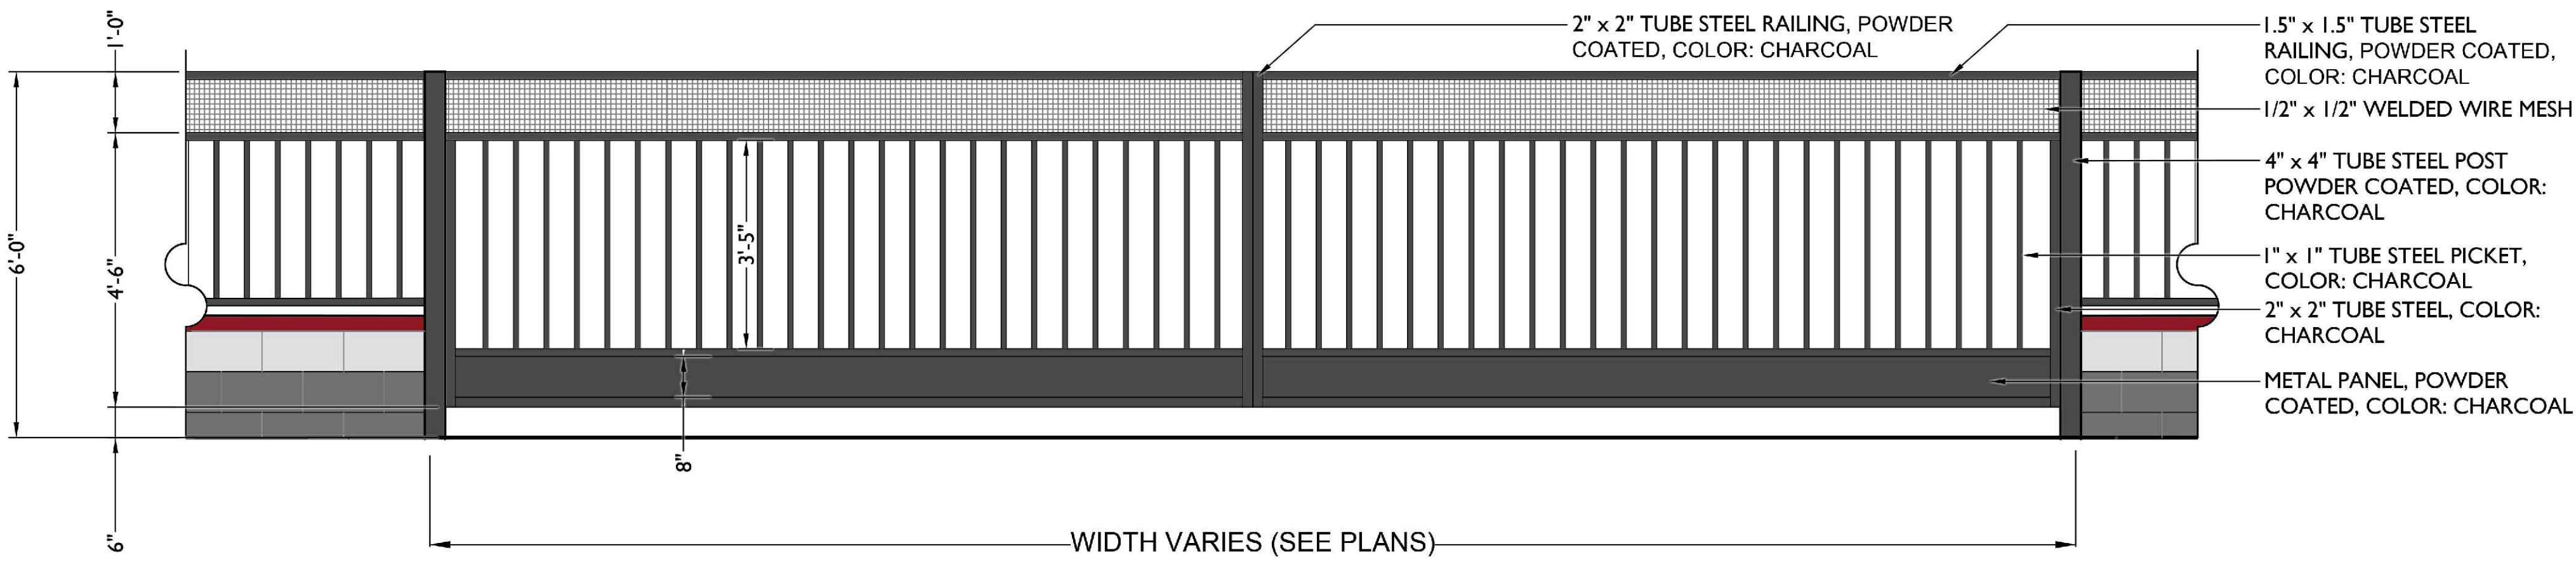 1'-0"
6'-0"
4'-6"
6"
3'-5"
8"
WIDTH VARIES (SEE PLANS)
2" x 2" TUBE STEEL RAILING, POWDER
COATED, COLOR: CHARCOAL
1.5" x 1.5" TUBE STEEL
RAILING, POWDER COATED,
COLOR: CHARCOAL
1/2" x 1/2" WELDED WIRE MESH
4" x 4" TUBE STEEL POST
POWDER COATED, COLOR:
CHARCOAL
1" x 1" TUBE STEEL PICKET,
COLOR: CHARCOAL
2" x 2" TUBE STEEL, COLOR:
CHARCOAL
METAL PANEL, POWDER
COATED, COLOR: CHARCOAL